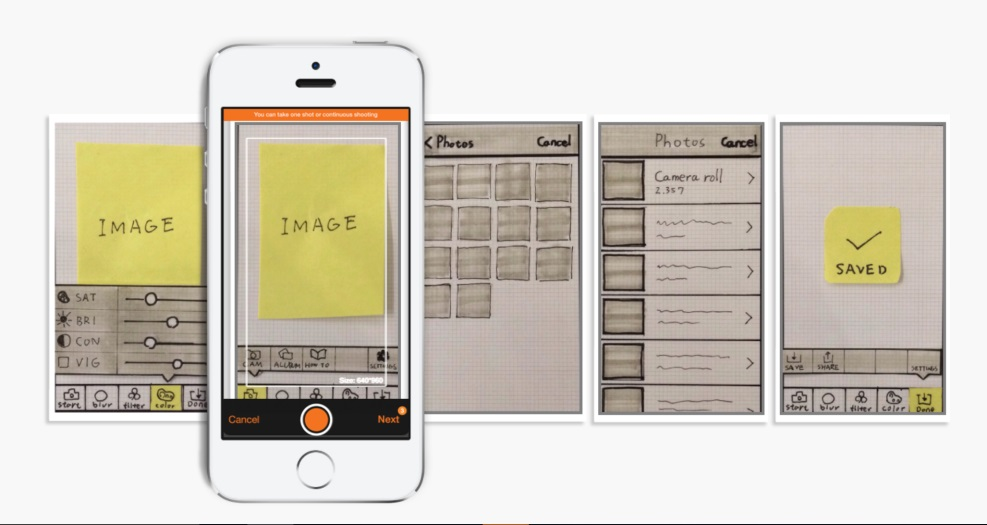 IMAGE
SAT
BRI
CON
VIG
start
blur
filter
color
Done
You can take one shot or continuous shooting
IMAGE
CAM
ALBUM
HOW TO
SETTINGS
Size: 640*960
Cancel
Next
Photos
Cancel
Photos
Cancel
Camera roll
2.357
SAVED
SAVE
SHARE
SETTINGS
start
blur
filter
color
Done